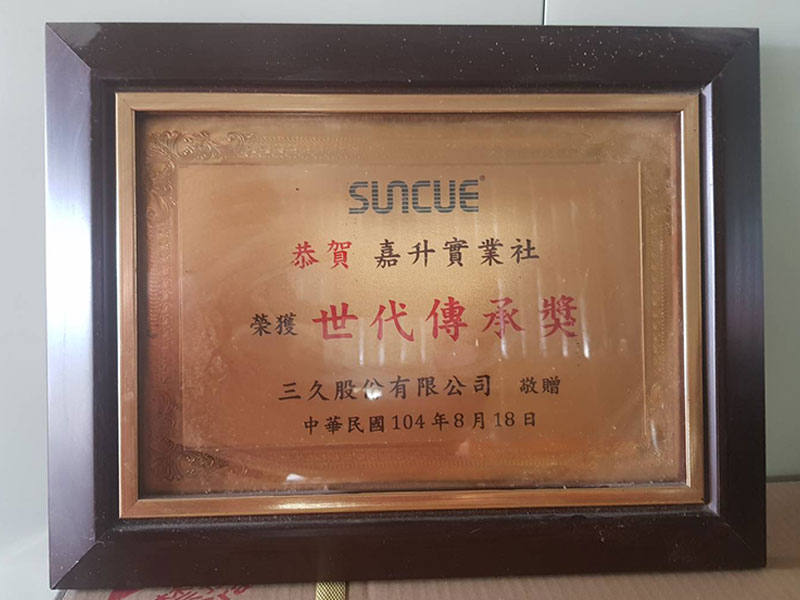 SUNCUE®
恭賀 嘉升實業社
榮獲 世代傳承獎
三久股份有限公司 敬贈
中華民國104年8月18日